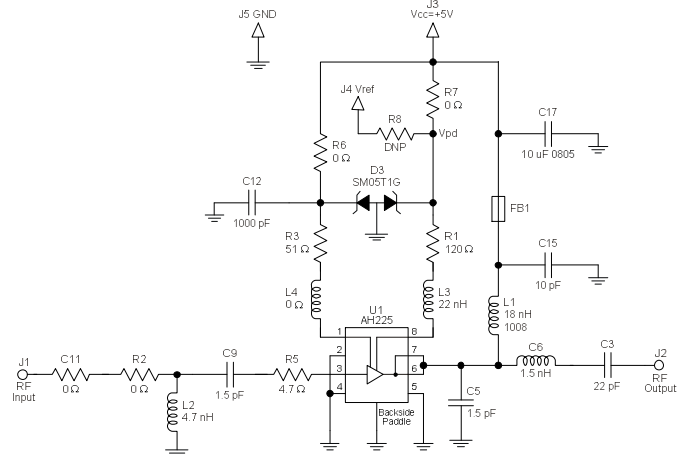 J3
Vcc=+5V
J5 GND
J4 Vref
R7
0 Ω
R8
DNP
Vpd
C17
10 uF 0805
R6
0 Ω
D3
SM05T1G
C12
1000 pF
FB1
R3
51 Ω
R1
120 Ω
C15
10 pF
L4
0 Ω
L3
22 nH
L1
18 nH
1008
U1
AH225
1
8
2
7
3
6
4
5
Backside
Paddle
J1
RF
Input
C11
0 Ω
R2
0 Ω
L2
4.7 nH
C9
1.5 pF
R5
4.7 Ω
C5
1.5 pF
C6
1.5 nH
C3
22 pF
J2
RF
Output